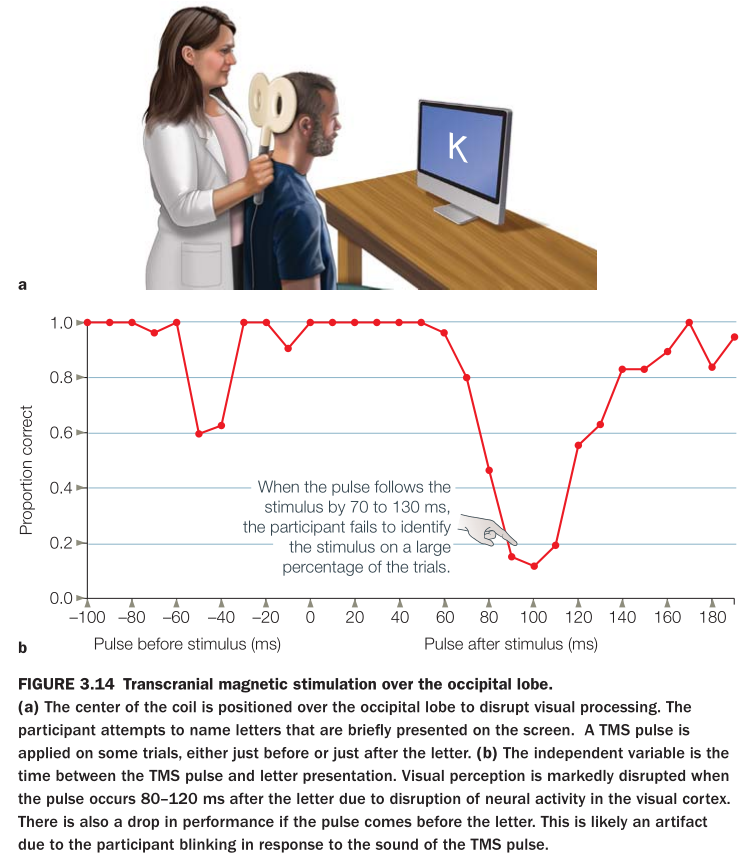 K
a
1.0
0.8
0.6
0.4
0.2
0.0
Proportion correct
When the pulse follows the
stimulus by 70 to 130 ms,
the participant fails to identify
the stimulus on a large
percentage of the trials.
–100 –80 –60 –40 –20 0 20 40 60 80 100 120 140 160 180
Pulse before stimulus (ms) Pulse after stimulus (ms)
b
FIGURE 3.14 Transcranial magnetic stimulation over the occipital lobe.
(a) The center of the coil is positioned over the occipital lobe to disrupt visual processing. The
participant attempts to name letters that are briefly presented on the screen. A TMS pulse is
applied on some trials, either just before or just after the letter. (b) The independent variable is the
time between the TMS pulse and letter presentation. Visual perception is markedly disrupted when
the pulse occurs 80–120 ms after the letter due to disruption of neural activity in the visual cortex.
There is also a drop in performance if the pulse comes before the letter. This is likely an artifact
due to the participant blinking in response to the sound of the TMS pulse.